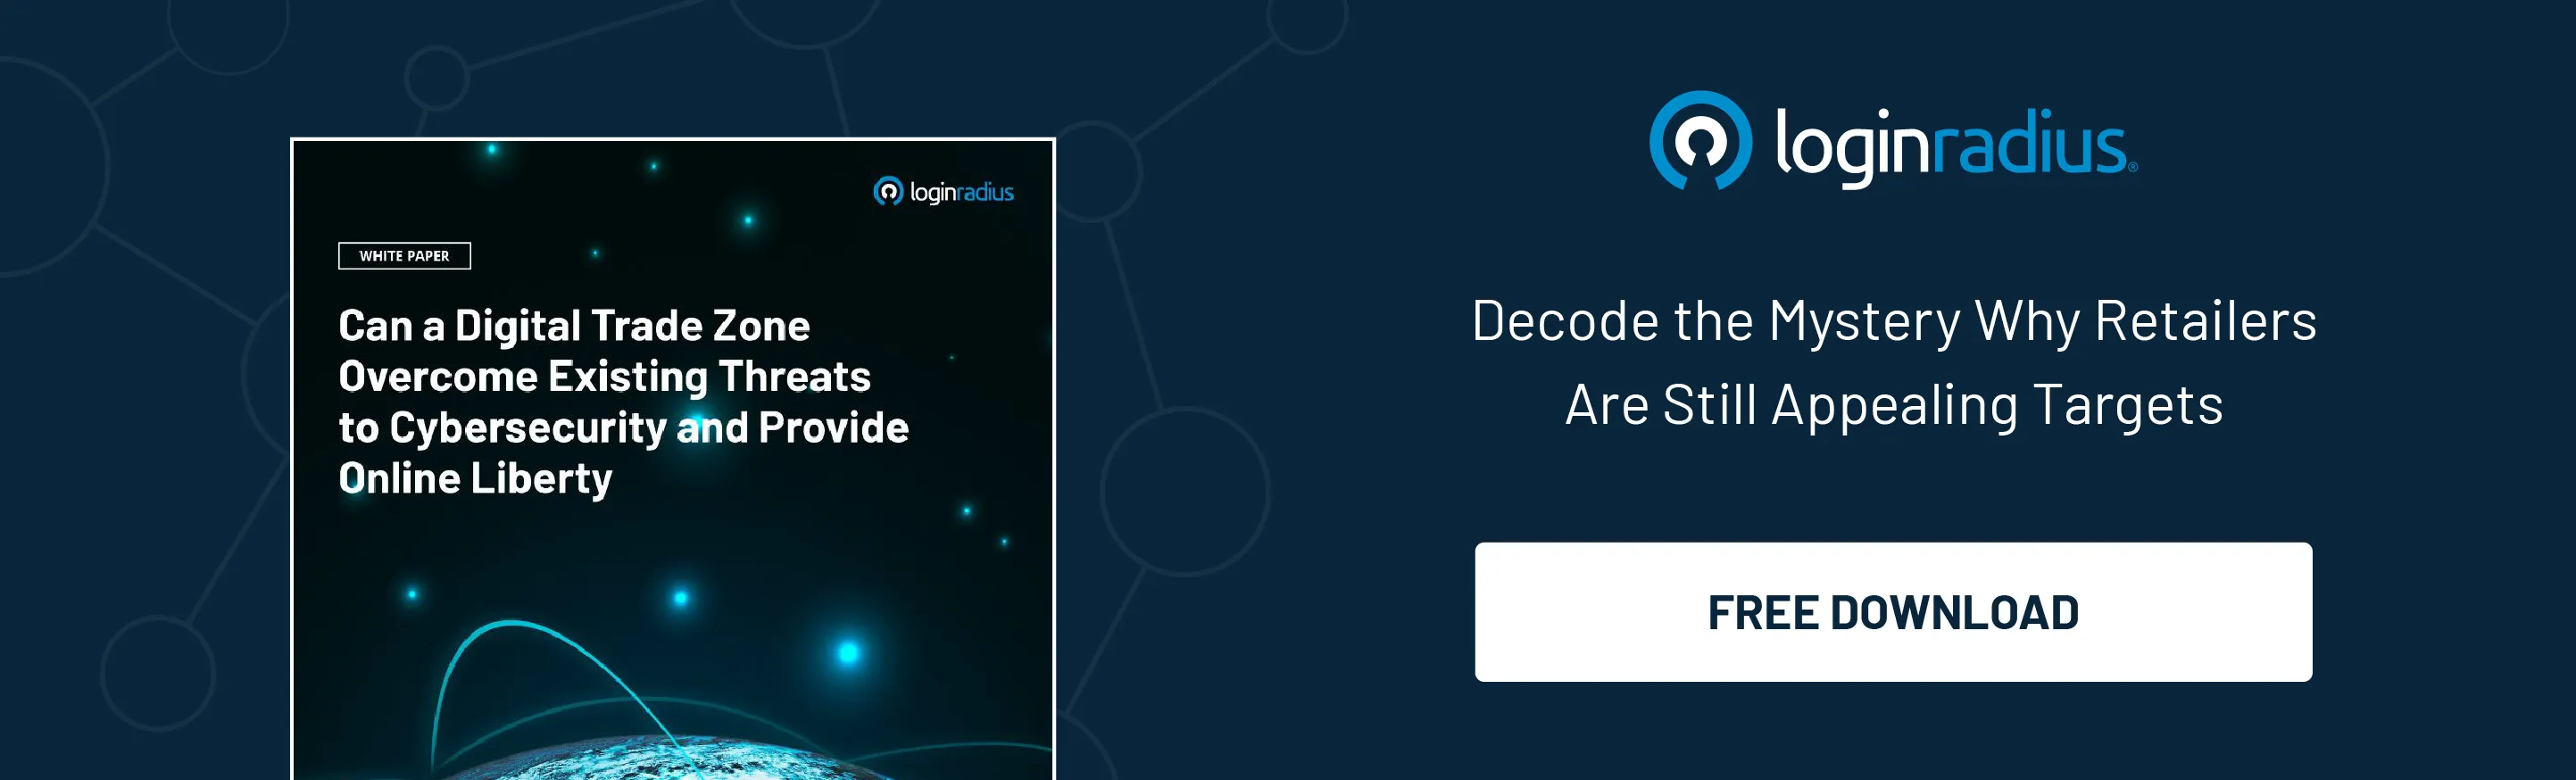 loginradius
WHITE PAPER
Can a Digital Trade Zone
Overcome Existing Threats
to Cybersecurity and Provide
Online Liberty
loginradius®
Decode the Mystery Why Retailers
Are Still Appealing Targets
FREE DOWNLOAD